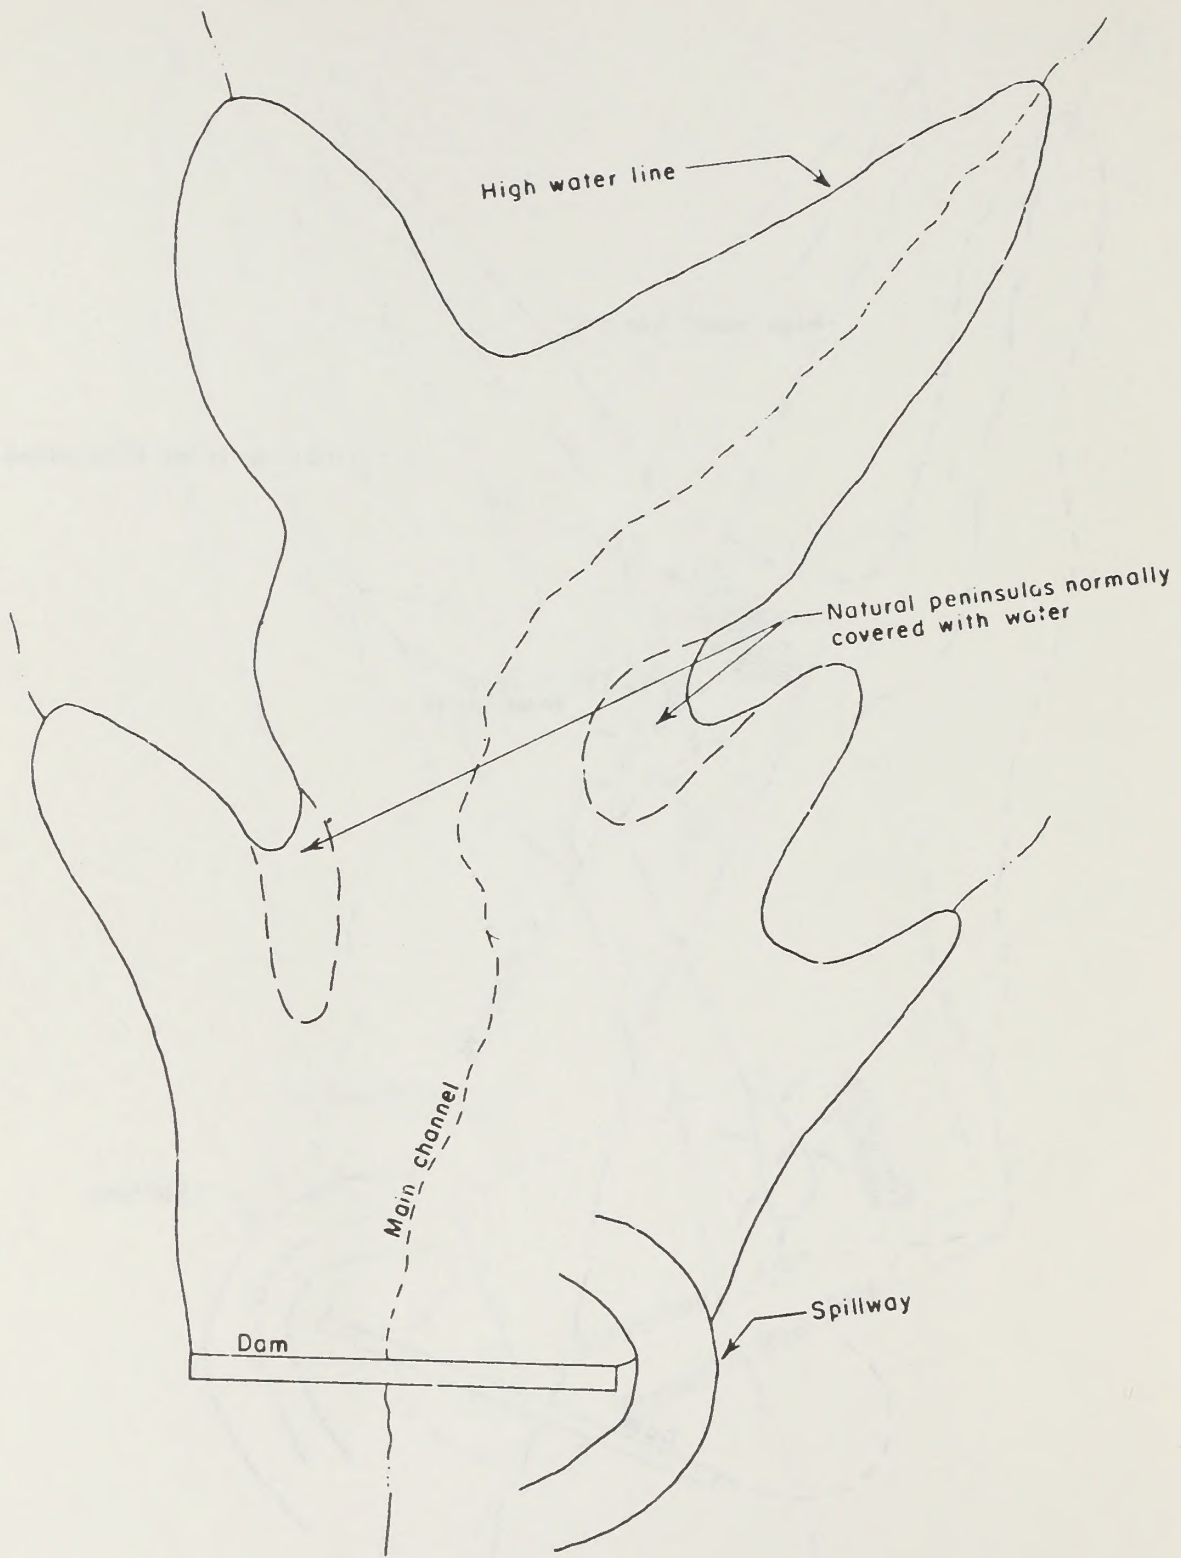 High water line
Natural peninsulas normally
covered with water
Main channel
Dam
Spillway